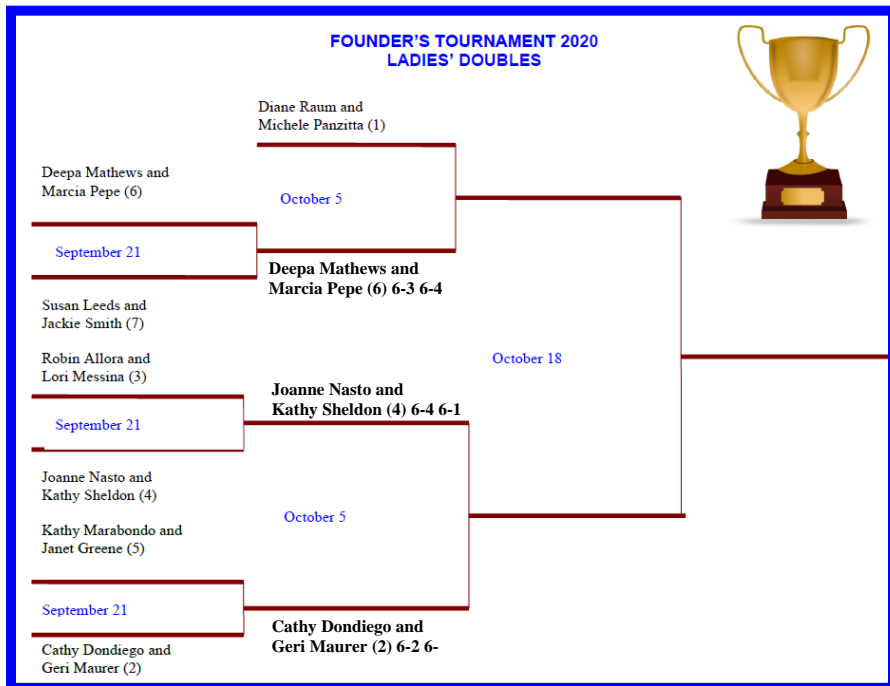 FOUNDER'S TOURNAMENT 2020
LADIES' DOUBLES
Diane Raum and
Michele Panzitta (1)
Deepa Mathews and
Marcia Pepe (6)
October 5
September 21
Deepa Mathews and
Marcia Pepe (6) 6-3 6-4
Susan Leeds and
Jackie Smith (7)
Robin Allora and
Lori Messina (3)
October 18
Joanne Nasto and
Kathy Sheldon (4) 6-4 6-1
September 21
Joanne Nasto and
Kathy Sheldon (4)
October 5
Kathy Marabondo and
Janet Greene (5)
September 21
Cathy Dondiego and
Geri Maurer (2) 6-2 6-
Cathy Dondiego and
Geri Maurer (2)